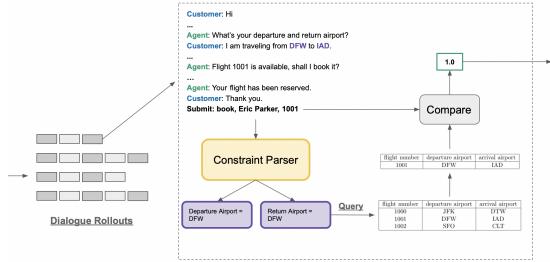 Customer: Hi
...
Agent: What's your departure and return airport?
Customer: I am traveling from DFW to IAD.
...
Agent: Flight 1001 is available, shall I book it?
...
Agent: Your flight has been reserved.
Customer: Thank you.
Submit: book, Eric Parker, 1001
1.0
Compare
Constraint Parser
Dialogue Rollouts
Departure Airport =
DFW
Return Airport =
DFW
Query
flight number departure airport arrival airport
1001 DFW IAD
flight number departure airport arrival airport
1000 JFK DTW
1001 DFW IAD
1002 SFO CLT